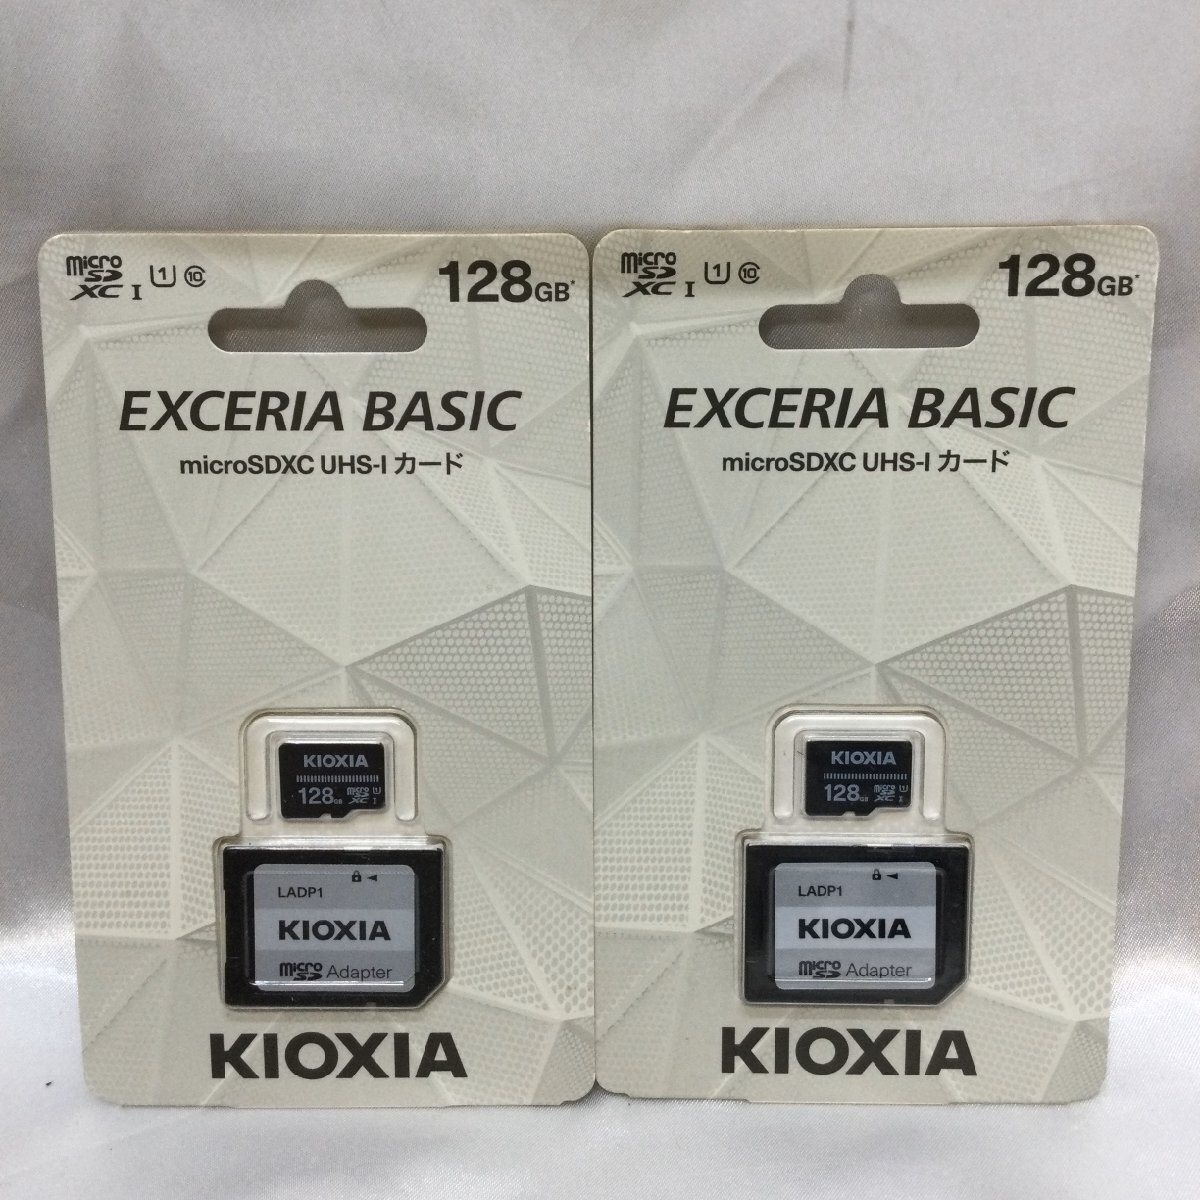 micro SD XC I U1 10 128GB*
EXCERIA BASIC
microSDXC UHS-I カード
KIOXIA
128GB micro SD XC U1 I
LADP1
KIOXIA
micro SD Adapter
KIOXIA
micro SD XC I U1 10 128GB*
EXCERIA BASIC
microSDXC UHS-I カード
KIOXIA
128GB micro SD XC U1 I
LADP1
KIOXIA
micro SD Adapter
KIOXIA